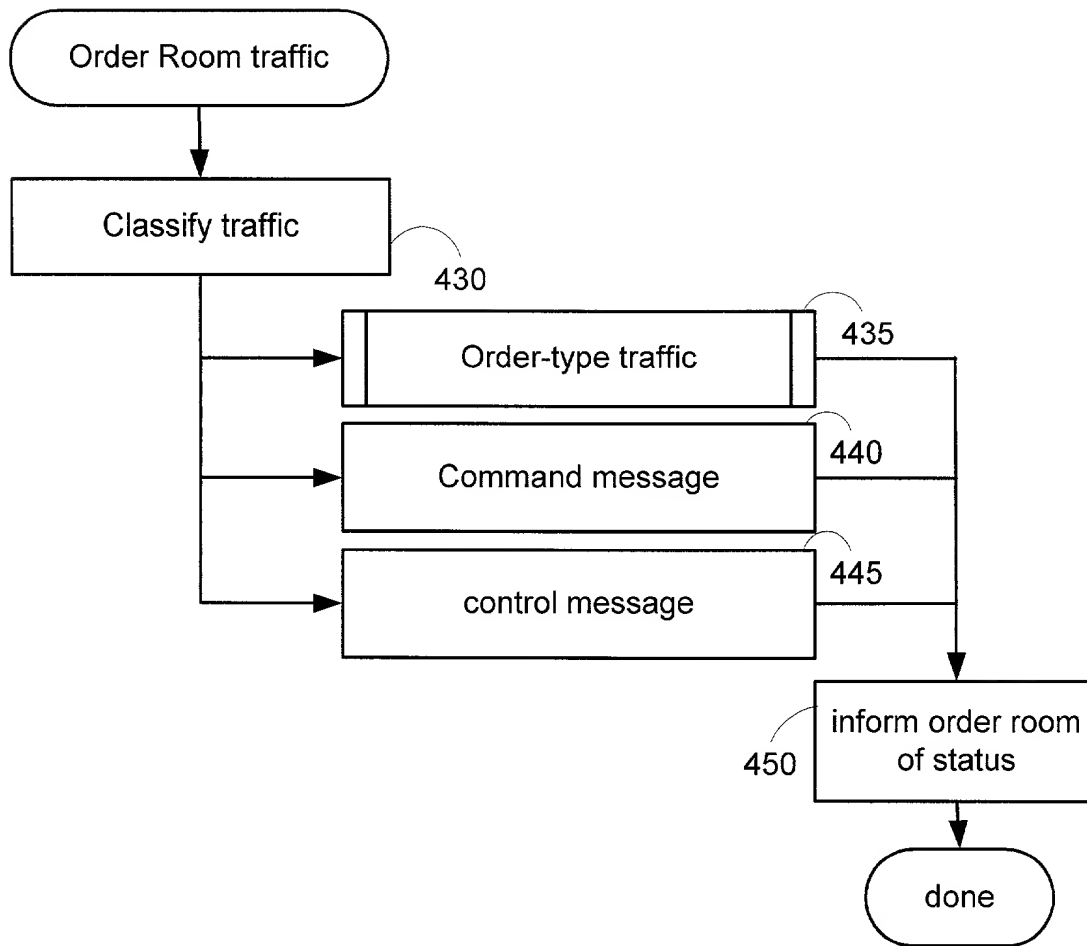 Order Room traffic
Classify traffic
430
Order-type traffic
435
Command message
440
control message
445
inform order room
of status
450
done